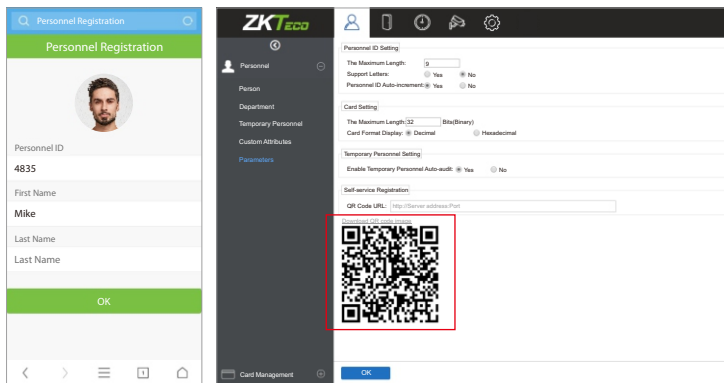 Personnel Registration
Personnel Registration
Personnel ID
4835
First Name
Mike
Last Name
Last Name
OK
1
ZKTeco
Personnel
Person
Department
Temporary Personnel
Custom Attributes
Parameters
Card Management
Personnel ID Setting
The Maximum Length: 9
Support Letters: Yes No
Personnel ID Auto-increment: Yes No
Card Setting
The Maximum Length:32 Bits(Binary)
Card Format Display: Decimal Hexadecimal
Temporary Personnel Setting
Enable Temporary Personnel Auto-audit: Yes No
Self-service Registration
QR Code URL: http://Server address:Port
Download QR code image
OK